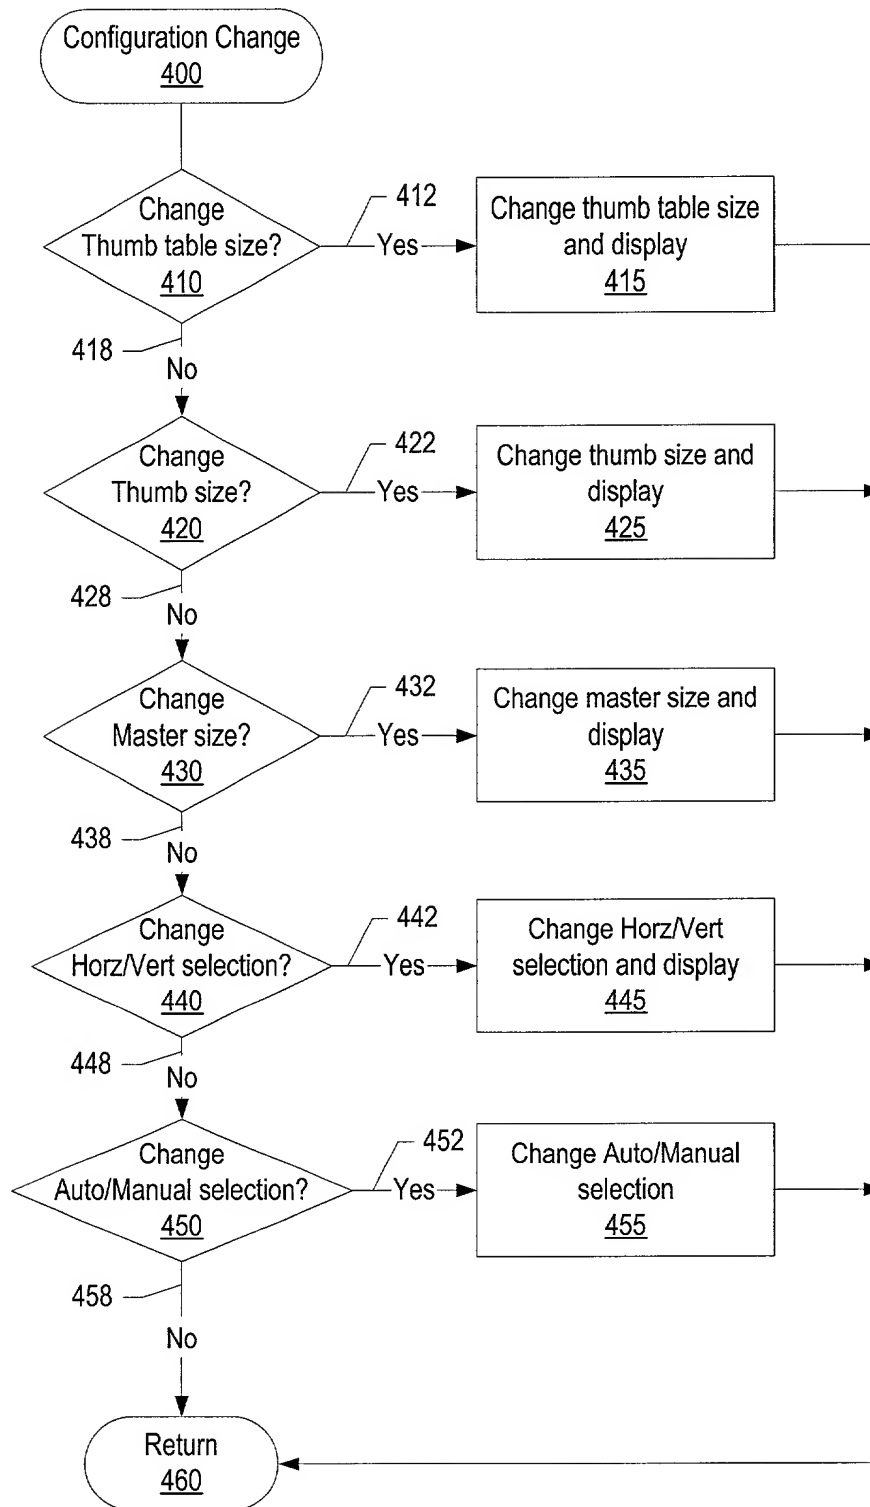 Configuration Change
400
Change
Thumb table size?
410
412
Yes
Change thumb table size
and display
415
418
No
Change
Thumb size?
420
422
Yes
Change thumb size and
display
425
428
No
Change
Master size?
430
432
Yes
Change master size and
display
435
438
No
Change
Horz/Vert selection?
440
442
Yes
Change Horz/Vert
selection and display
445
448
No
Change
Auto/Manual selection?
450
452
Yes
Change Auto/Manual
selection
455
458
No
Return
460